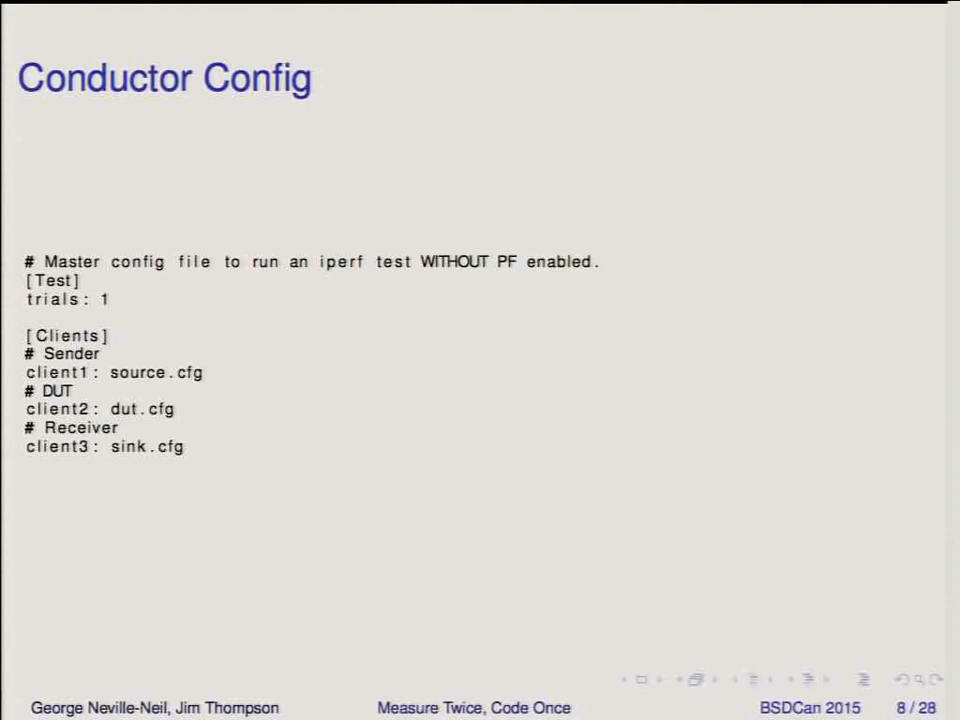 Conductor Config
# Master config file to run an iperf test WITHOUT PF enabled.
[Test]
trials: 1
[Clients]
# Sender
client1: source.cfg
# DUT
client2: dut.cfg
# Receiver
client3: sink.cfg
George Neville-Neil, Jim Thompson Measure Twice, Code Once BSDCan 2015 8 / 28